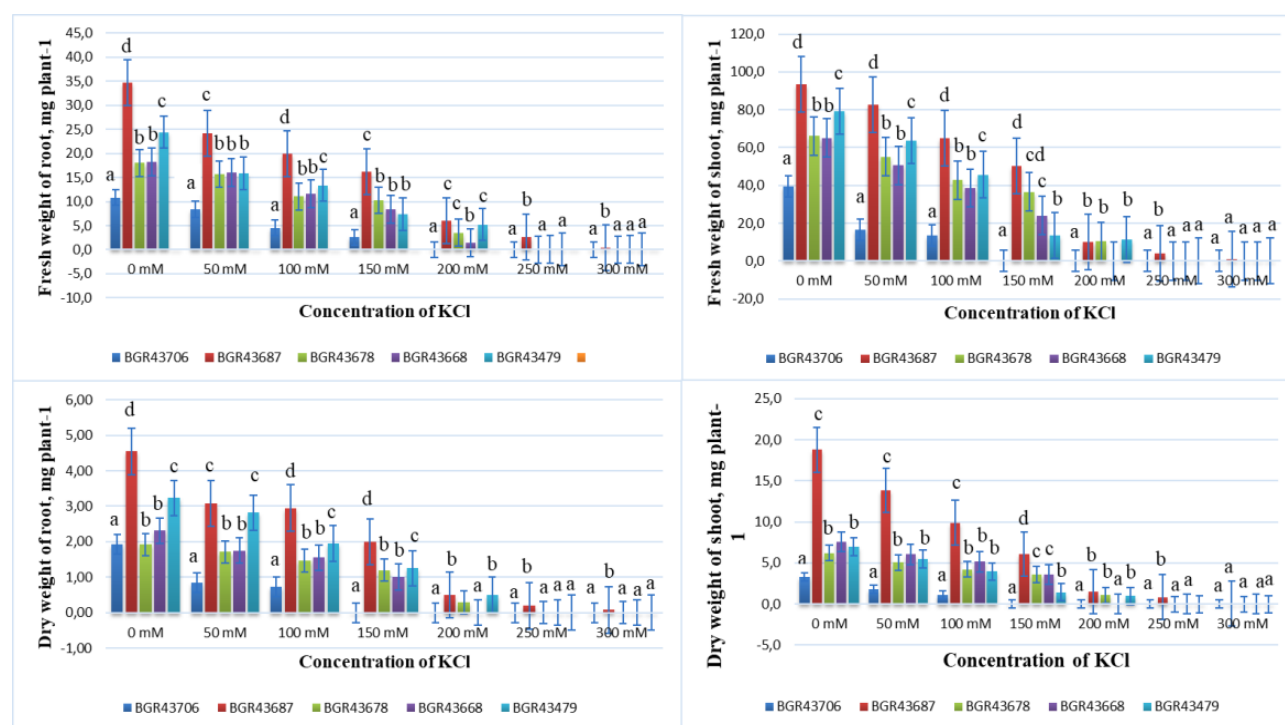 45,0
40,0
35,0
30,0
25,0
20,0
15,0
10,0
5,0
0,0
-5,0
-10,0
Fresh weight of root, mg plant-1
a d b b c
a c b b b
a d b b c
a c b b b
a c c b c
a b a a a
a b a a a
0 mM 50 mM 100 mM 150 mM 200 mM 250 mM 300 mM
Concentration of KCl
BGR43706 BGR43687 BGR43678 BGR43668 BGR43479
120,0
100,0
80,0
60,0
40,0
20,0
0,0
-20,0
Fresh weight of shoot, mg plant-1
a d b b c
a d b b c
a d b b c
a d cd c b
a b b a b
a b a a a
a a a a a
0 mM 50 mM 100 mM 150 mM 200 mM 250 mM 300 mM
Concentration of KCl
BGR43706 BGR43687 BGR43678 BGR43668 BGR43479
6,00
5,00
4,00
3,00
2,00
1,00
0,00
-1,00
Dry weight of root, mg plant-1
a d b b c
a c b b c
a d b b c
a d b b b
a b b a b
a b a a a
a b a a a
0 mM 50 mM 100 mM 150 mM 200 mM 250 mM 300 mM
Concentration of KCl
BGR43706 BGR43687 BGR43678 BGR43668 BGR43479
25,0
20,0
15,0
10,0
5,0
0,0
-5,0
Dry weight of shoot, mg plant-
1
a c b b b
a c b b b
a c b b b
a d c c b
a b b a b
a b a a a
a a a a a
0 mM 50 mM 100 mM 150 mM 200 mM 250 mM 300 mM
Concentration of KCl
BGR43706 BGR43687 BGR43678 BGR43668 BGR43479